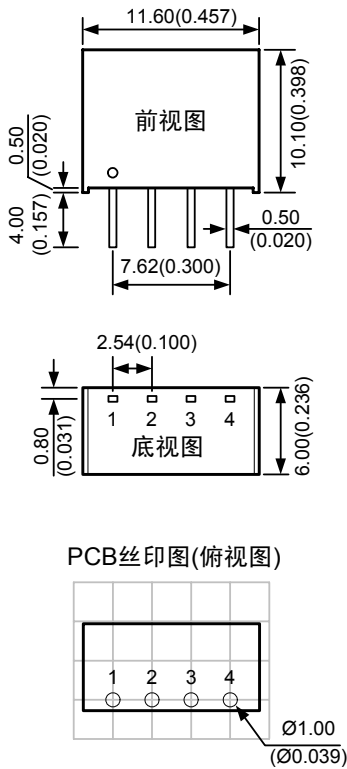 11.60(0.457)
前视图
10.10(0.398)
0.50
(0.020)
4.00
(0.157)
0.50
(0.020)
7.62(0.300)
2.54(0.100)
1 2 3 4
底视图
0.80
(0.031)
6.00(0.236)
PCB丝印图(俯视图)
1 2 3 4
Ø1.00
(Ø0.039)